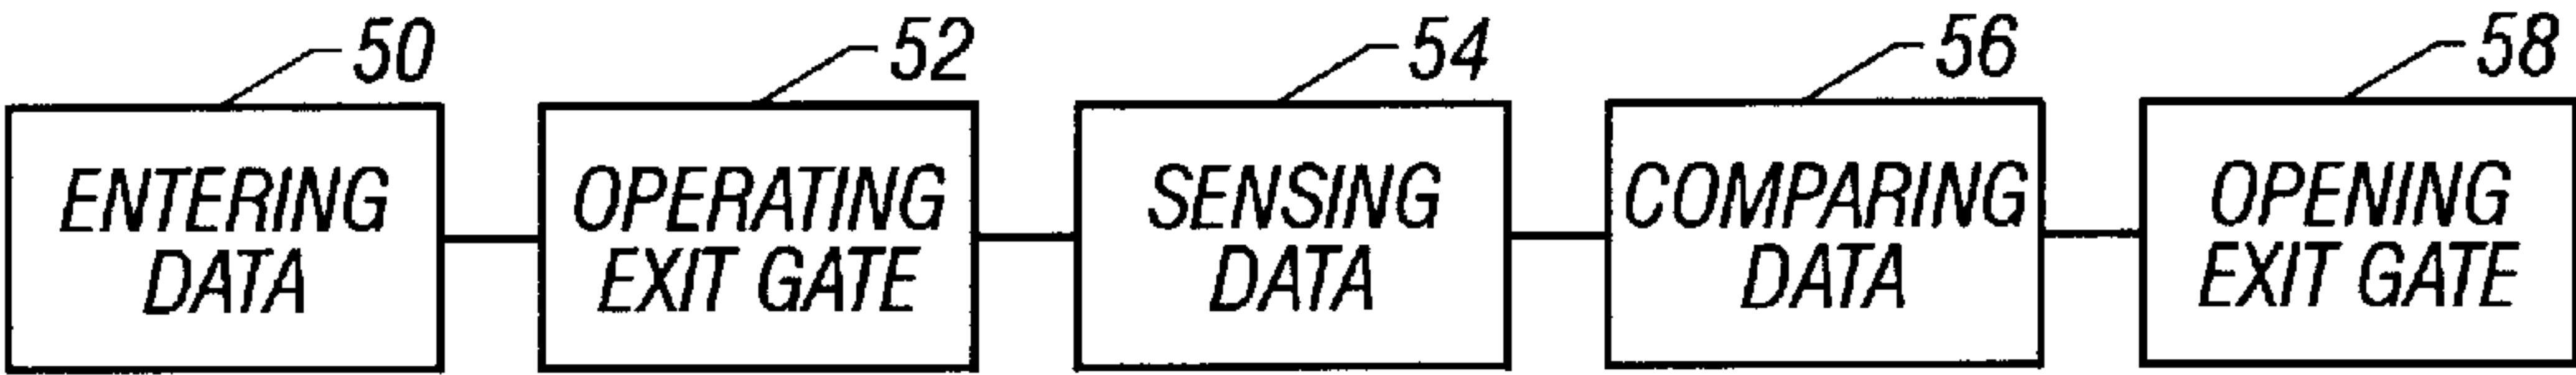 50
52
54
56
58
ENTERING
DATA
OPERATING
EXIT GATE
SENSING
DATA
COMPARING
DATA
OPENING
EXIT GATE